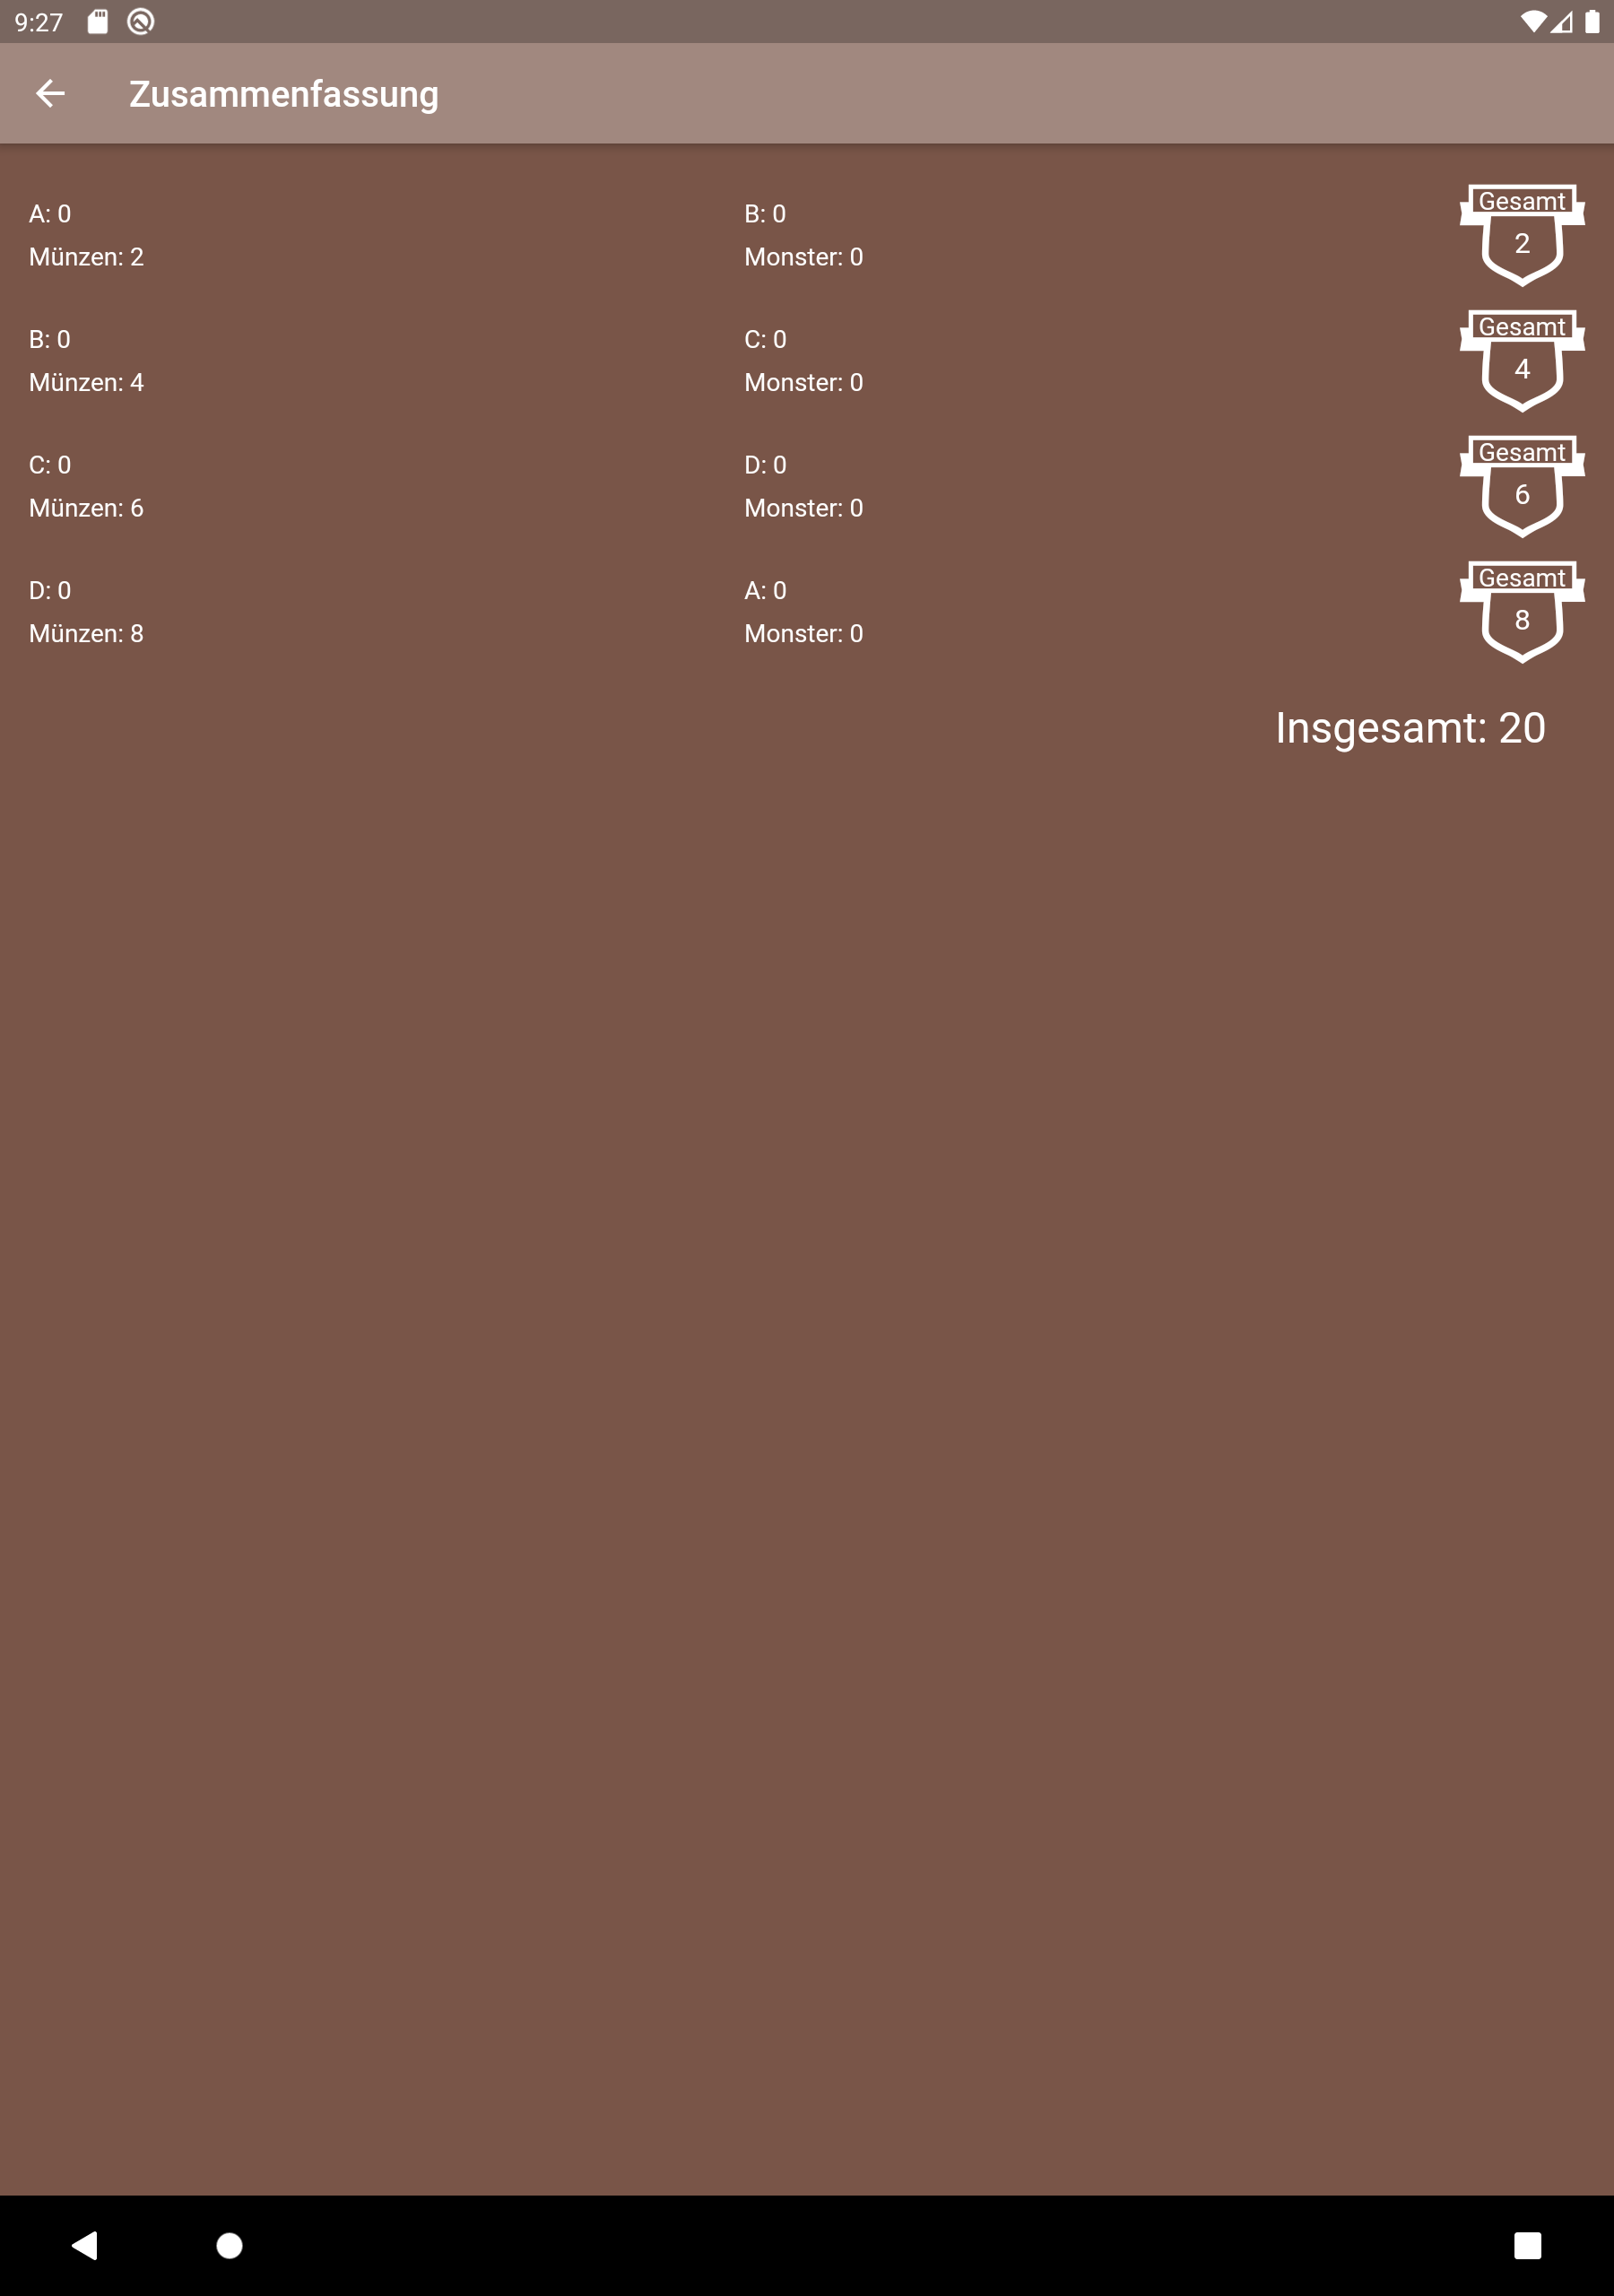 9:27
Zusammenfassung
A: 0
B: 0
Gesamt
Münzen: 2
Monster: 0
2
B: 0
C: 0
Gesamt
Münzen: 4
Monster: 0
4
C: 0
D: 0
Gesamt
Münzen: 6
Monster: 0
6
D: 0
A: 0
Gesamt
Münzen: 8
Monster: 0
8
Insgesamt: 20